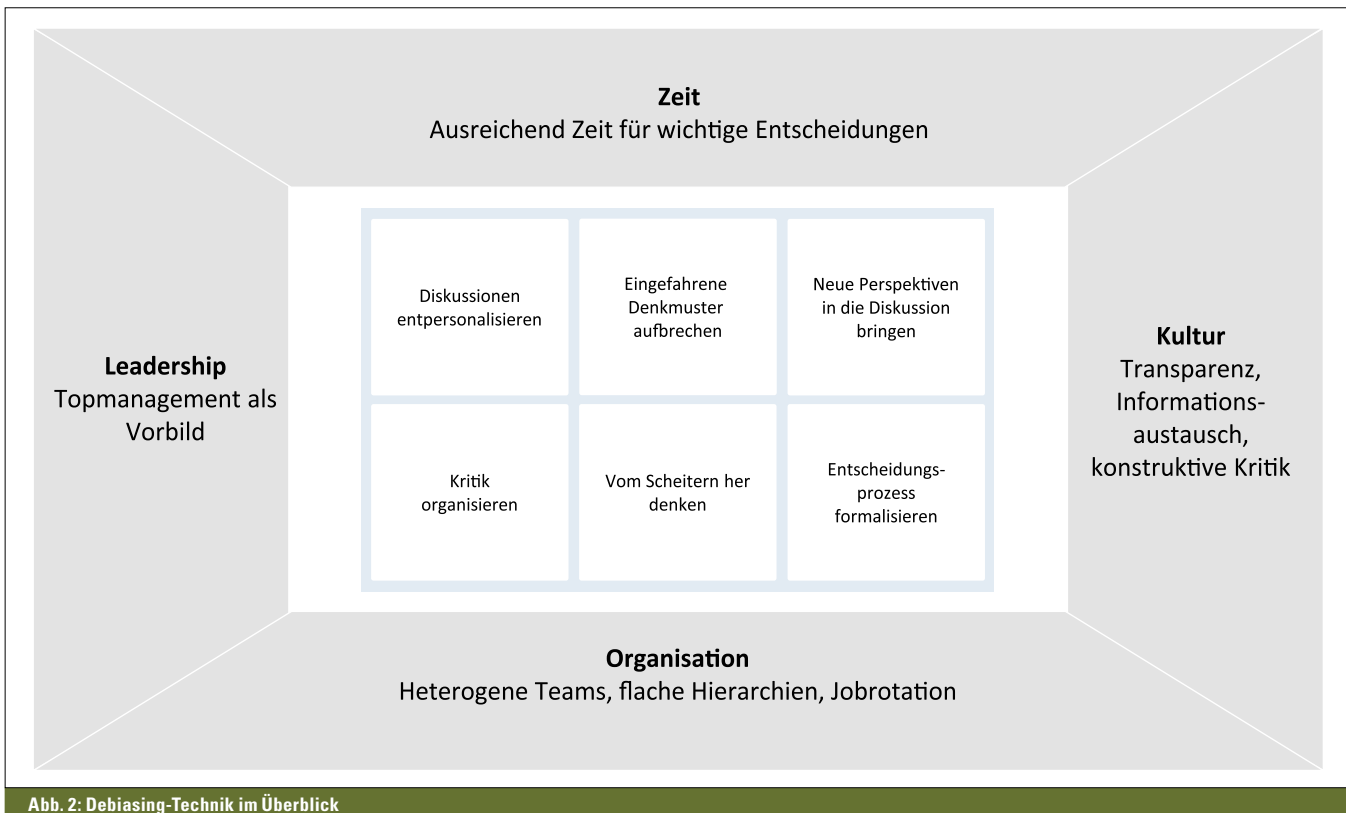 Zeit
Ausreichend Zeit für wichtige Entscheidungen
Leadership
Topmanagement als
Vorbild
Diskussionen
entpersonalisieren
Eingefahrene
Denkmuster
aufbrechen
Neue Perspektiven
in die Diskussion
bringen
Kritik
organisieren
Vom Scheitern her
denken
Entscheidungs-
prozess
formalisieren
Kultur
Transparenz,
Informations-
austausch,
konstruktive Kritik
Organisation
Heterogene Teams, flache Hierarchien, Jobrotation
Abb. 2: Debiasing-Technik im Überblick